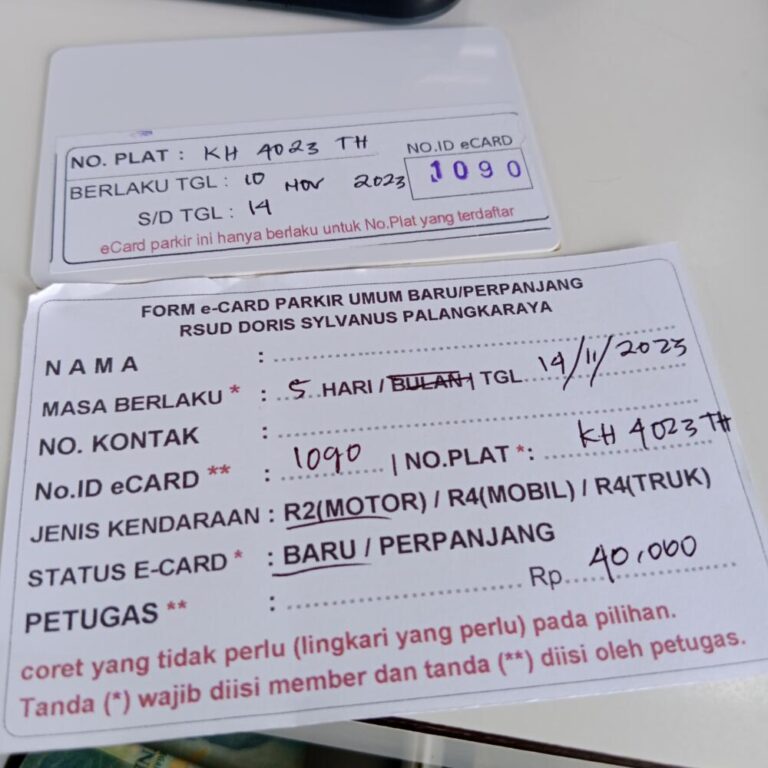 NO. PLAT : KH 4023 TH
NO.ID eCARD
BERLAKU TGL : 10 NOV 2023
1090
S/D TGL : 14
eCard parkir ini hanya berlaku untuk No.Plat yang terdaftar
FORM e-CARD PARKIR UMUM BARU/PERPANJANG
RSUD DORIS SYLVANUS PALANGKARAYA
NAMA :
MASA BERLAKU * : 5 HARI / BULAN | TGL 14/11/2023
NO. KONTAK :
No.ID eCARD ** : 1090 | NO.PLAT *: KH 4023 TH
JENIS KENDARAAN : R2(MOTOR) / R4(MOBIL) / R4(TRUK)
STATUS E-CARD * : BARU / PERPANJANG
PETUGAS ** : Rp. 40,000
coret yang tidak perlu (lingkari yang perlu) pada pilihan.
Tanda (*) wajib diisi member dan tanda (**) diisi oleh petugas.